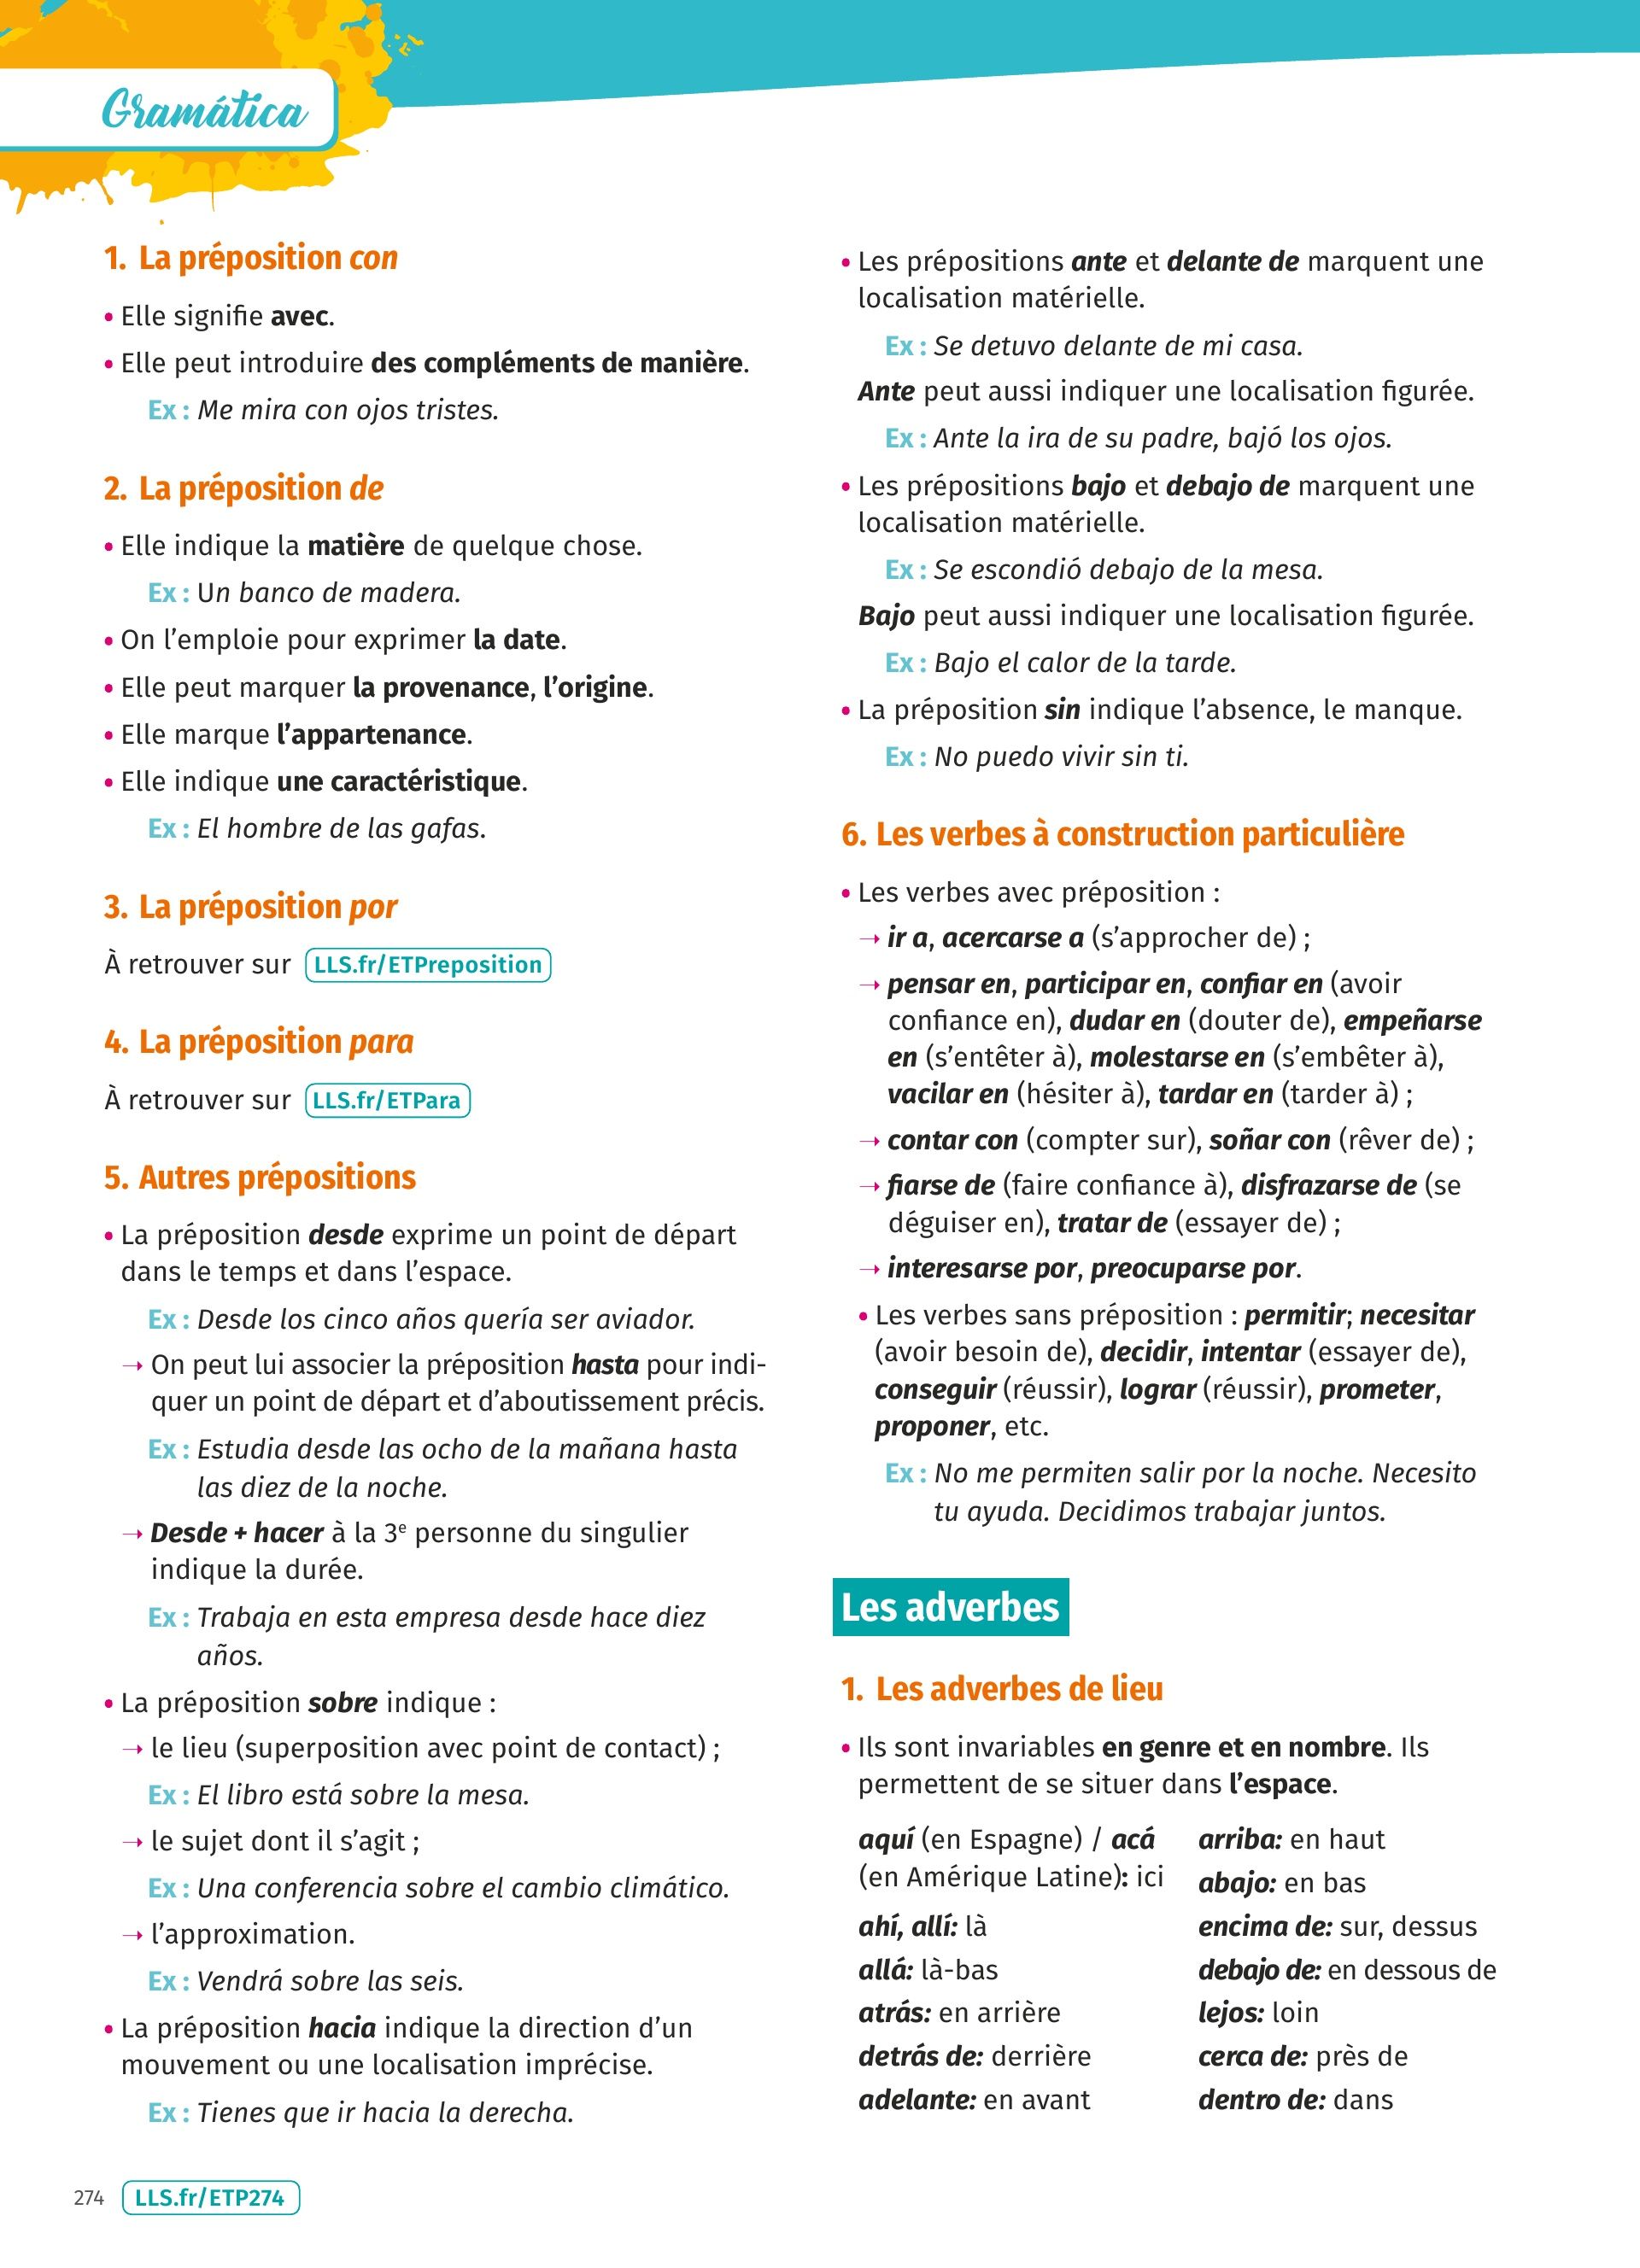 Gramática
1. La préposition con
• Elle signifie avec.
• Elle peut introduire des compléments de manière.
Ex : Me mira con ojos tristes.
2. La préposition de
• Elle indique la matière de quelque chose.
Ex : Un banco de madera.
• On l’emploie pour exprimer la date.
• Elle peut marquer la provenance, l’origine.
• Elle marque l’appartenance.
• Elle indique une caractéristique.
Ex : El hombre de las gafas.
3. La préposition por
À retrouver sur LLS.fr/ETPreposition
4. La préposition para
À retrouver sur LLS.fr/ETPara
5. Autres prépositions
• La préposition desde exprime un point de départ
dans le temps et dans l’espace.
Ex : Desde los cinco años quería ser aviador.
→ On peut lui associer la préposition hasta pour indi-
quer un point de départ et d’aboutissement précis.
Ex : Estudia desde las ocho de la mañana hasta
las diez de la noche.
→ Desde + hacer à la 3e personne du singulier
indique la durée.
Ex : Trabaja en esta empresa desde hace diez
años.
• La préposition sobre indique :
→ le lieu (superposition avec point de contact) ;
Ex : El libro está sobre la mesa.
→ le sujet dont il s’agit ;
Ex : Una conferencia sobre el cambio climático.
→ l’approximation.
Ex : Vendrá sobre las seis.
• La préposition hacia indique la direction d’un
mouvement ou une localisation imprécise.
Ex : Tienes que ir hacia la derecha.
• Les prépositions ante et delante de marquent une
localisation matérielle.
Ex : Se detuvo delante de mi casa.
Ante peut aussi indiquer une localisation figurée.
Ex : Ante la ira de su padre, bajó los ojos.
• Les prépositions bajo et debajo de marquent une
localisation matérielle.
Ex : Se escondió debajo de la mesa.
Bajo peut aussi indiquer une localisation figurée.
Ex : Bajo el calor de la tarde.
• La préposition sin indique l’absence, le manque.
Ex : No puedo vivir sin ti.
6. Les verbes à construction particulière
• Les verbes avec préposition :
→ ir a, acercarse a (s’approcher de) ;
→ pensar en, participar en, confiar en (avoir
confiance en), dudar en (douter de), empeñarse
en (s’entêter à), molestarse en (s’embêter à),
vacilar en (hésiter à), tardar en (tarder à) ;
→ contar con (compter sur), soñar con (rêver de) ;
→ fiarse de (faire confiance à), disfrazarse de (se
déguiser en), tratar de (essayer de) ;
→ interesarse por, preocuparse por.
• Les verbes sans préposition : permitir; necesitar
(avoir besoin de), decidir, intentar (essayer de),
conseguir (réussir), lograr (réussir), prometer,
proponer, etc.
Ex : No me permiten salir por la noche. Necesito
tu ayuda. Decidimos trabajar juntos.
Les adverbes
1. Les adverbes de lieu
• Ils sont invariables en genre et en nombre. Ils
permettent de se situer dans l’espace.
aquí (en Espagne) / acá
(en Amérique Latine): ici
ahí, allí: là
allá: là-bas
atrás: en arrière
detrás de: derrière
adelante: en avant
arriba: en haut
abajo: en bas
encima de: sur, dessus
debajo de: en dessous de
lejos: loin
cerca de: près de
dentro de: dans
274 LLS.fr/ETP274